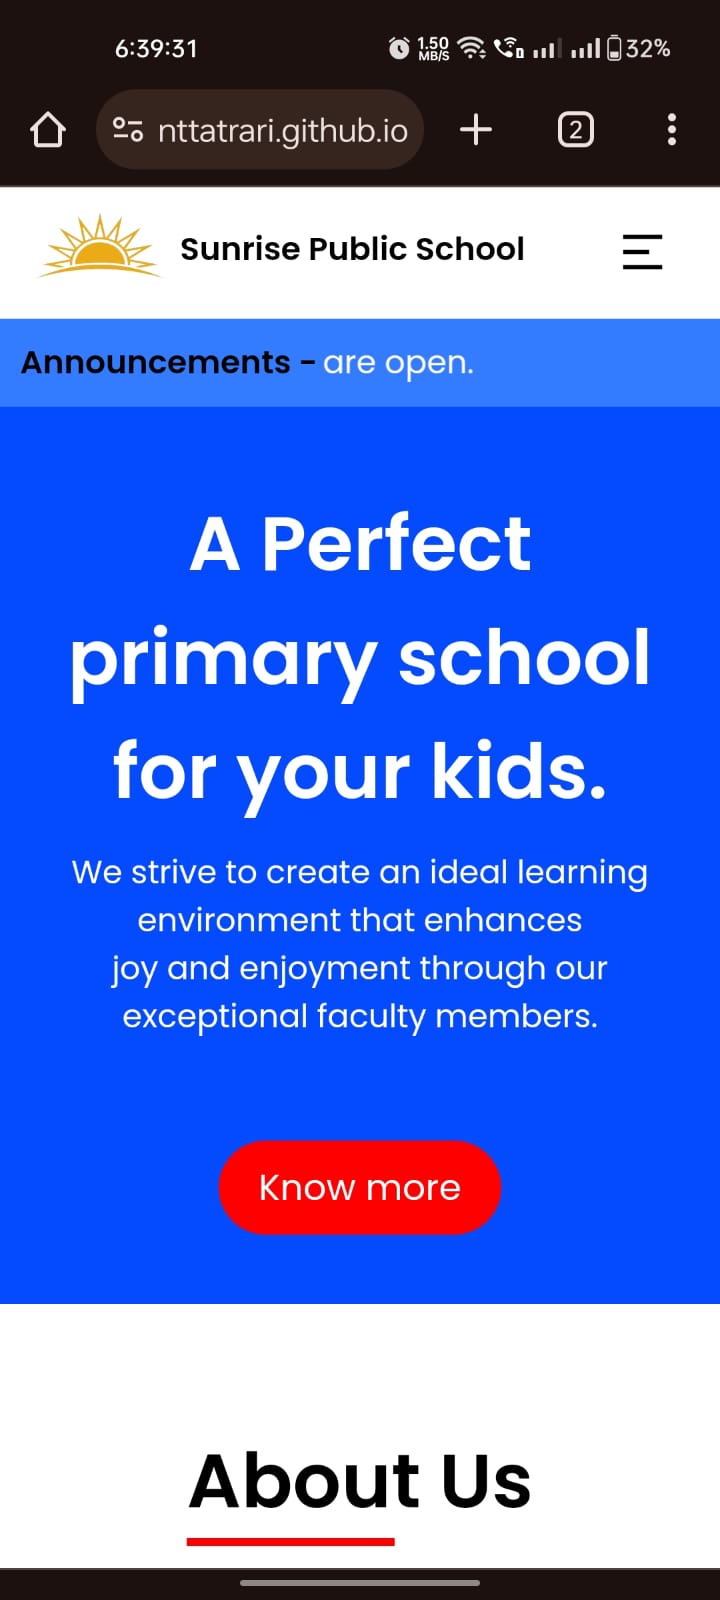 6:39:31 1.50 MB/S 32%
nttatrari.github.io 2
Sunrise Public School
Announcements - are open.
A Perfect
primary school
for your kids.
We strive to create an ideal learning
environment that enhances
joy and enjoyment through our
exceptional faculty members.
Know more
About Us